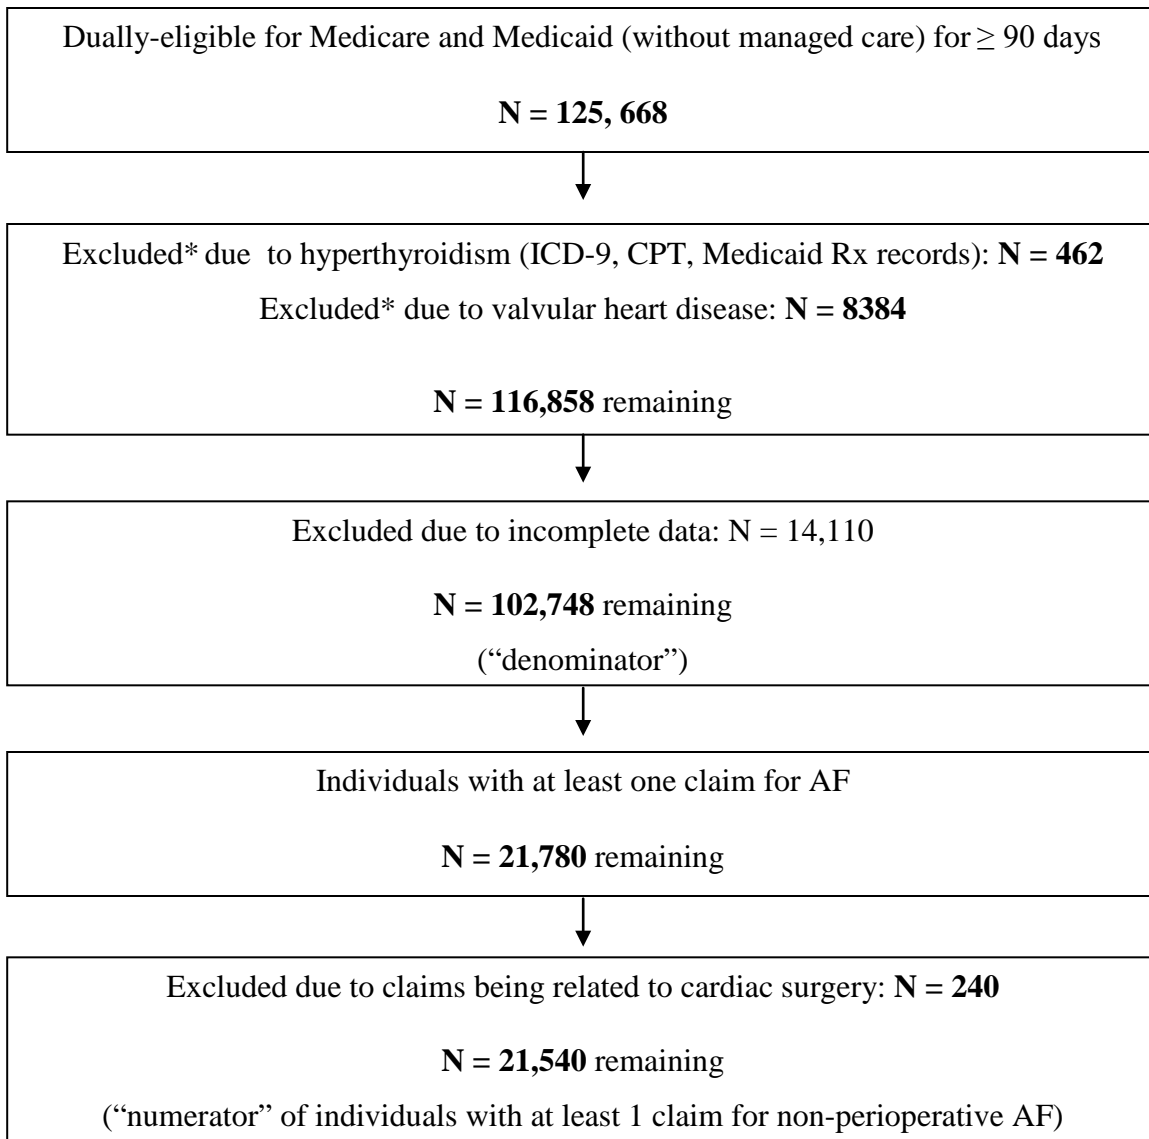 Dually-eligible for Medicare and Medicaid (without managed care) for ≥ 90 days
N = 125, 668
Excluded* due  to hyperthyroidism (ICD-9, CPT, Medicaid Rx records): N = 462
Excluded* due to valvular heart disease: N = 8384
N = 116,858 remaining
Excluded due to incomplete data: N = 14,110
N = 102,748 remaining
(“denominator”)
Individuals with at least one claim for AF
N = 21,780 remaining
Excluded due to claims being related to cardiac surgery: N = 240
N = 21,540 remaining
(“numerator” of individuals with at least 1 claim for non-perioperative AF)